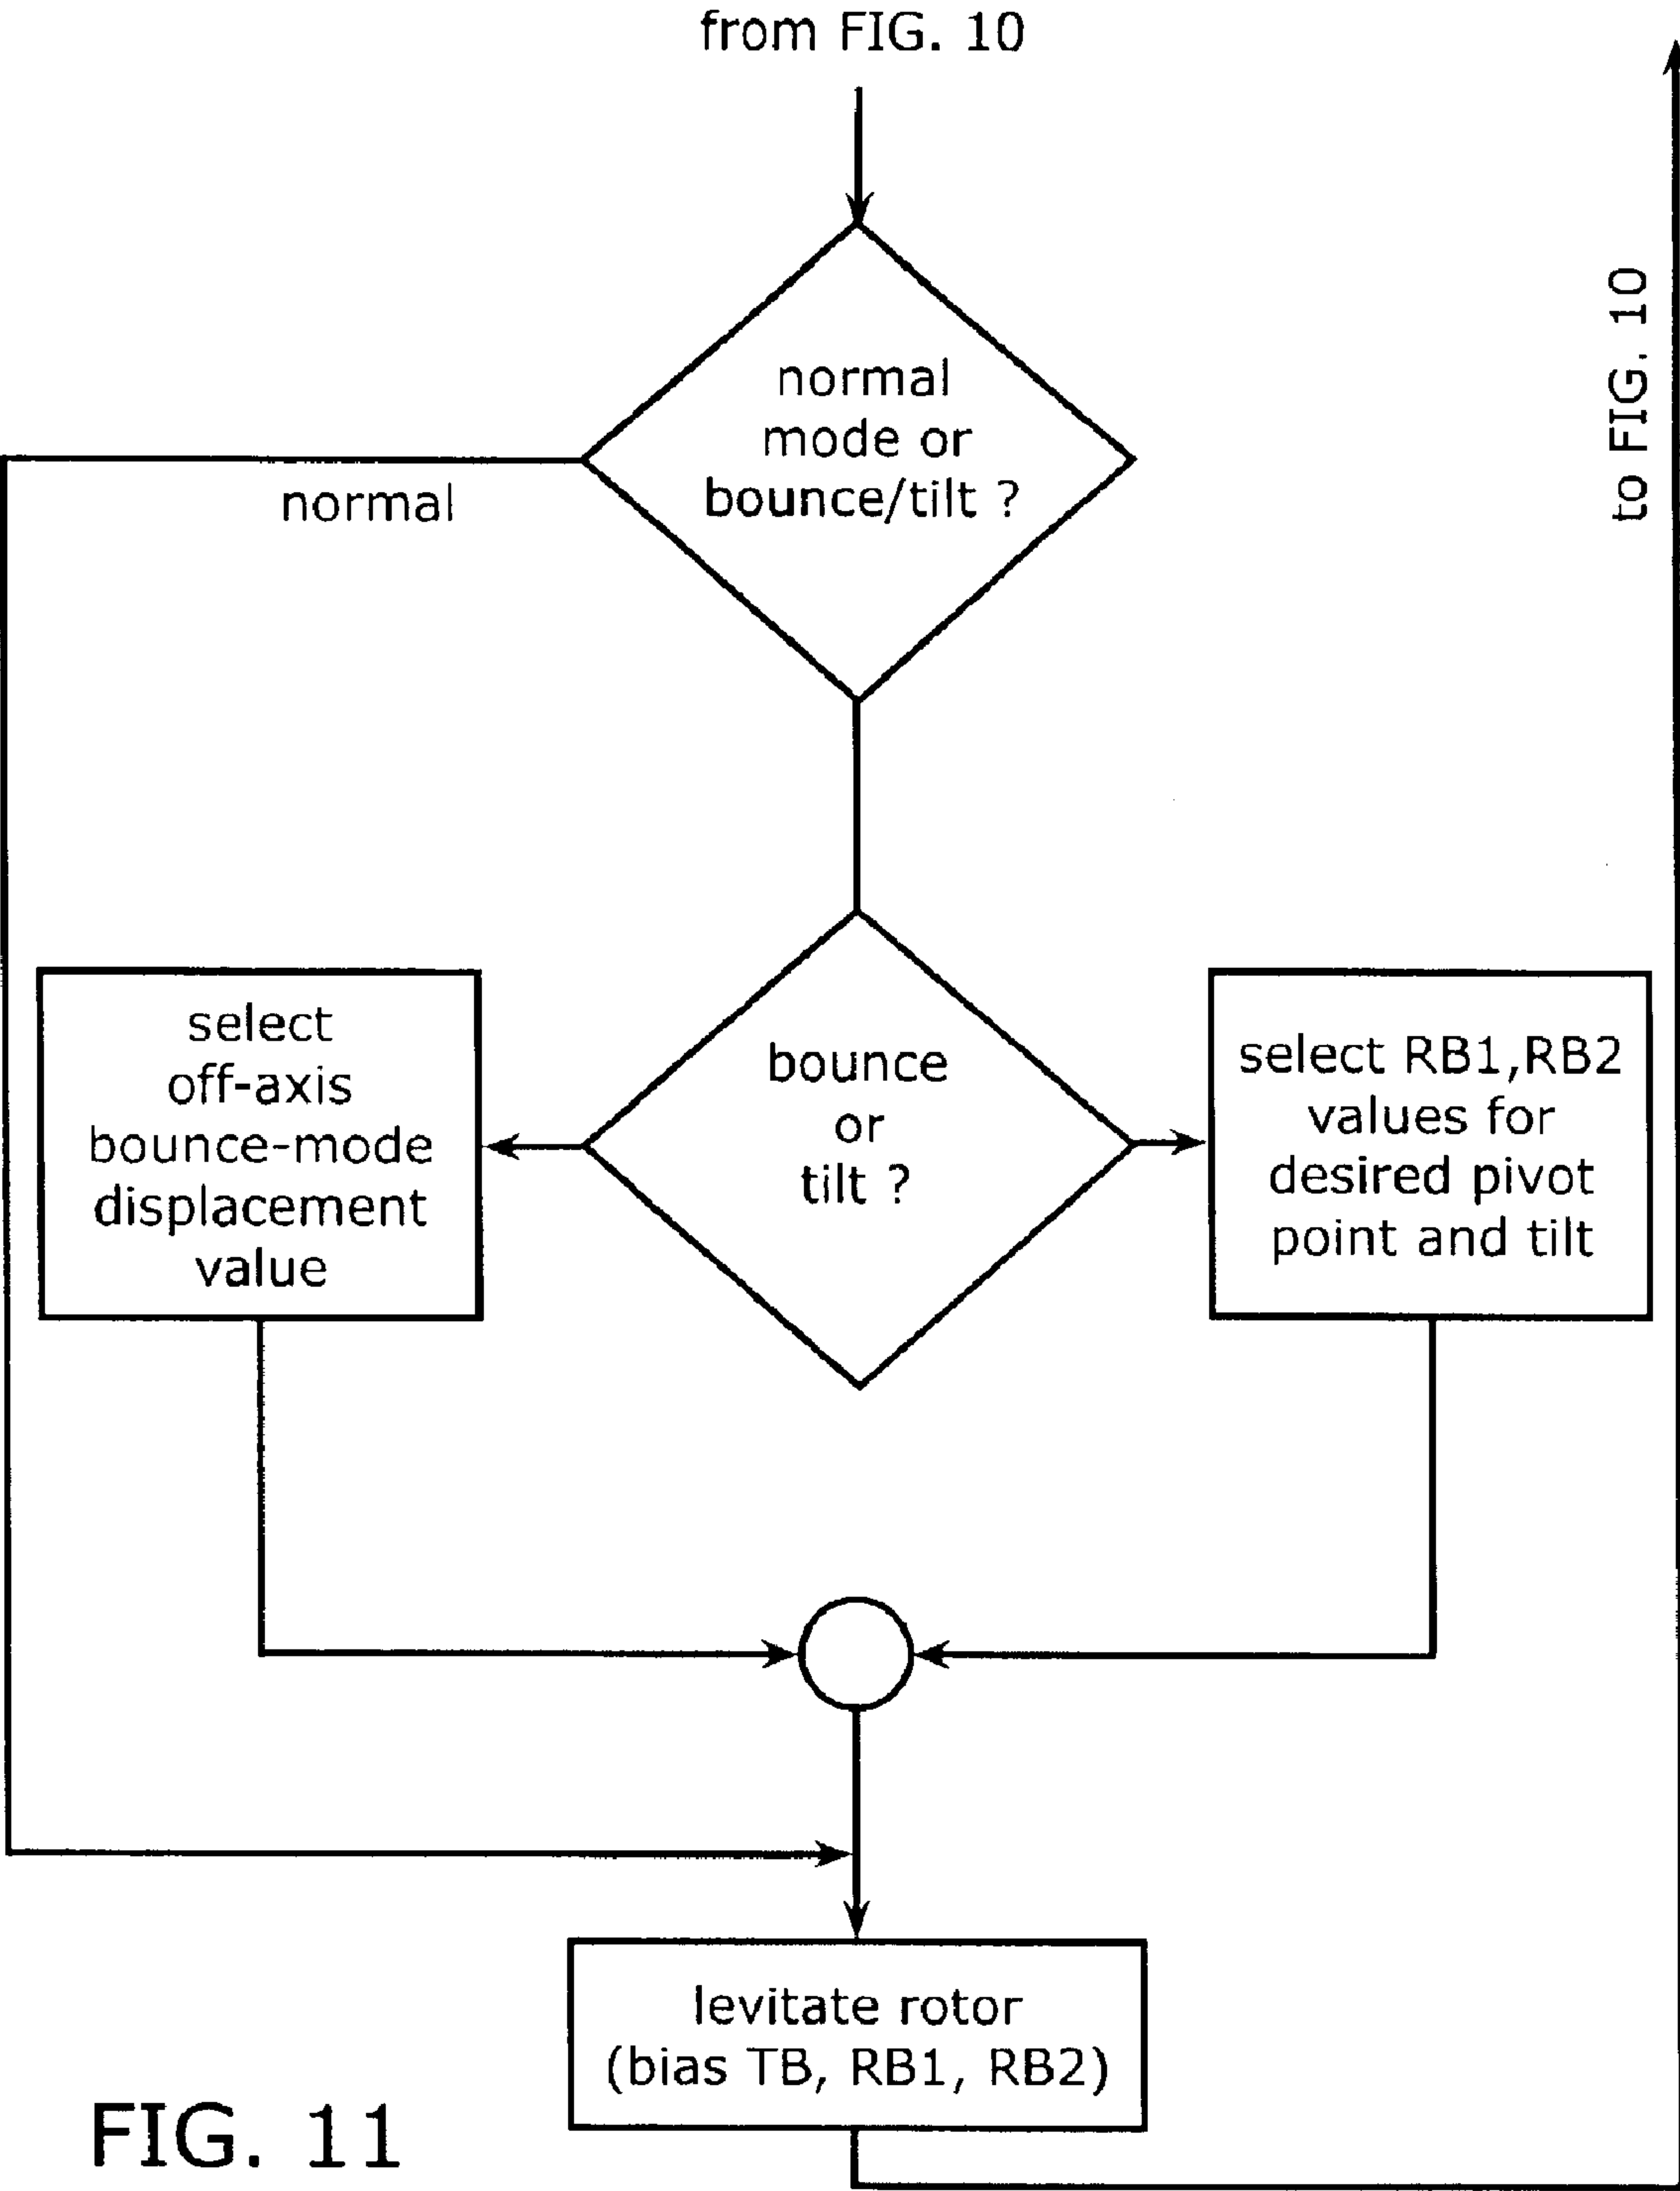 from FIG. 10
to FIG. 10
normal
mode or
bounce/tilt ?
normal
select
off-axis
bounce-mode
displacement
value
bounce
or
tilt ?
select RB1,RB2
values for
desired pivot
point and tilt
levitate rotor
(bias TB, RB1, RB2)
FIG. 11